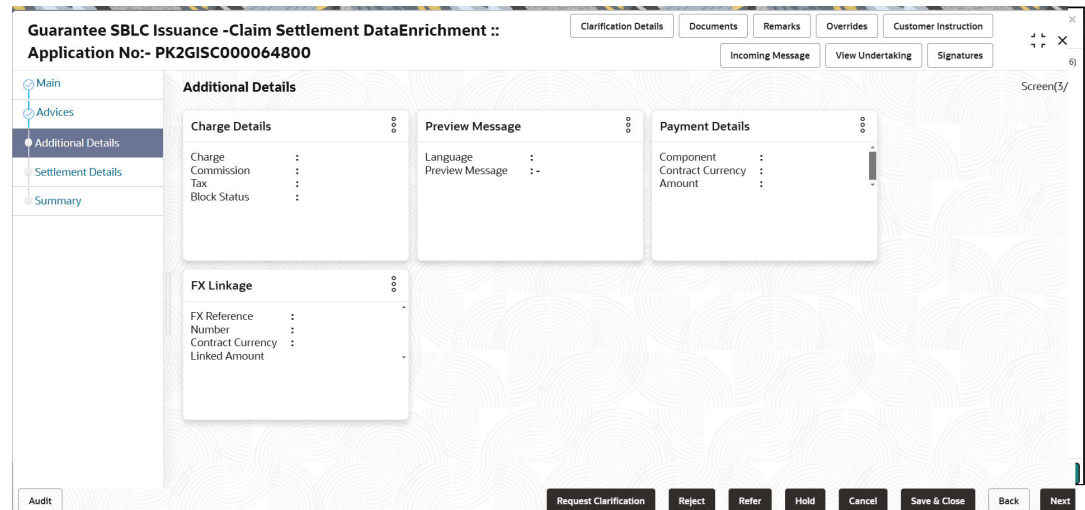 Guarantee SBLC Issuance -Claim Settlement DataEnrichment ::
Application No:- PK2GISC000064800
Clarification Details
Documents
Remarks
Overrides
Customer Instruction
Incoming Message
View Undertaking
Signatures
6)
Main
Advices
Additional Details
Settlement Details
Summary
Additional Details
Screen(3/
Charge Details
Charge :
Commission :
Tax :
Block Status :
Preview Message
Language :
Preview Message : -
Payment Details
Component :
Contract Currency :
Amount :
FX Linkage
FX Reference :
Number :
Contract Currency :
Linked Amount
Audit
Request Clarification
Reject
Refer
Hold
Cancel
Save & Close
Back
Next